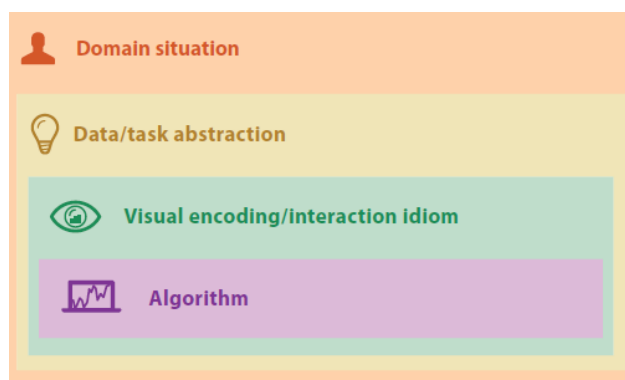 Domain situation
Data/task abstraction
Visual encoding/interaction idiom
Algorithm